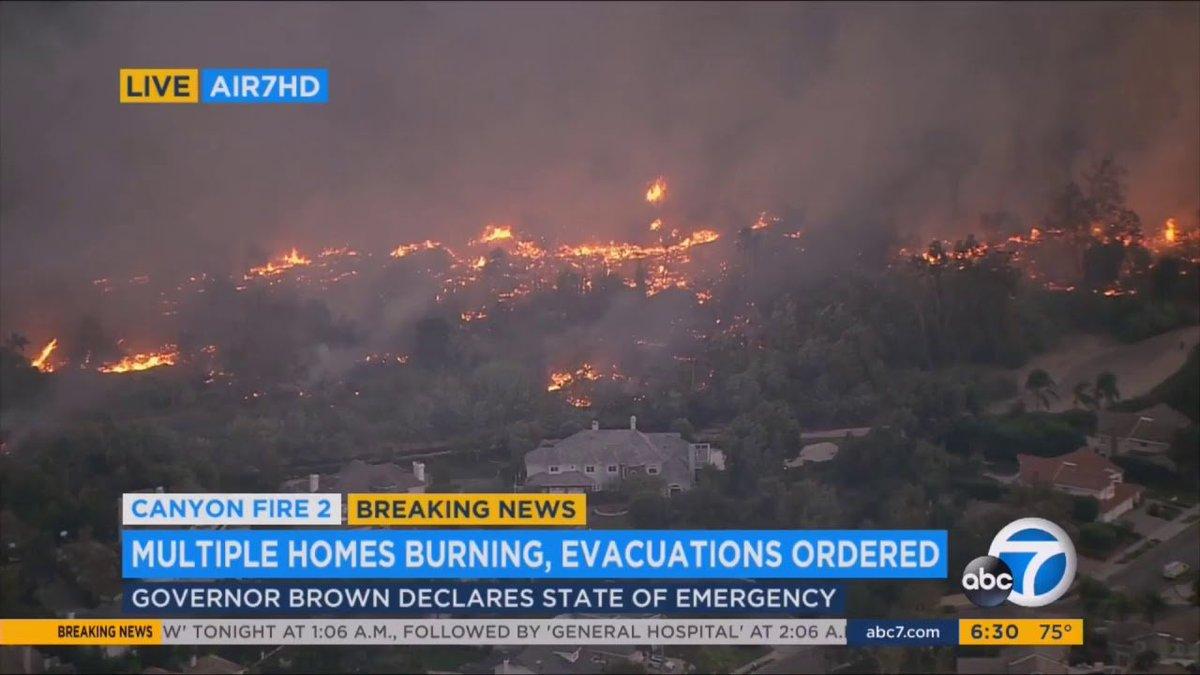 LIVE AIR7HD
CANYON FIRE 2 BREAKING NEWS
MULTIPLE HOMES BURNING, EVACUATIONS ORDERED
GOVERNOR BROWN DECLARES STATE OF EMERGENCY
abc 7
BREAKING NEWS W' TONIGHT AT 1:06 A.M., FOLLOWED BY 'GENERAL HOSPITAL' AT 2:06 A. abc7.com 6:30 75°